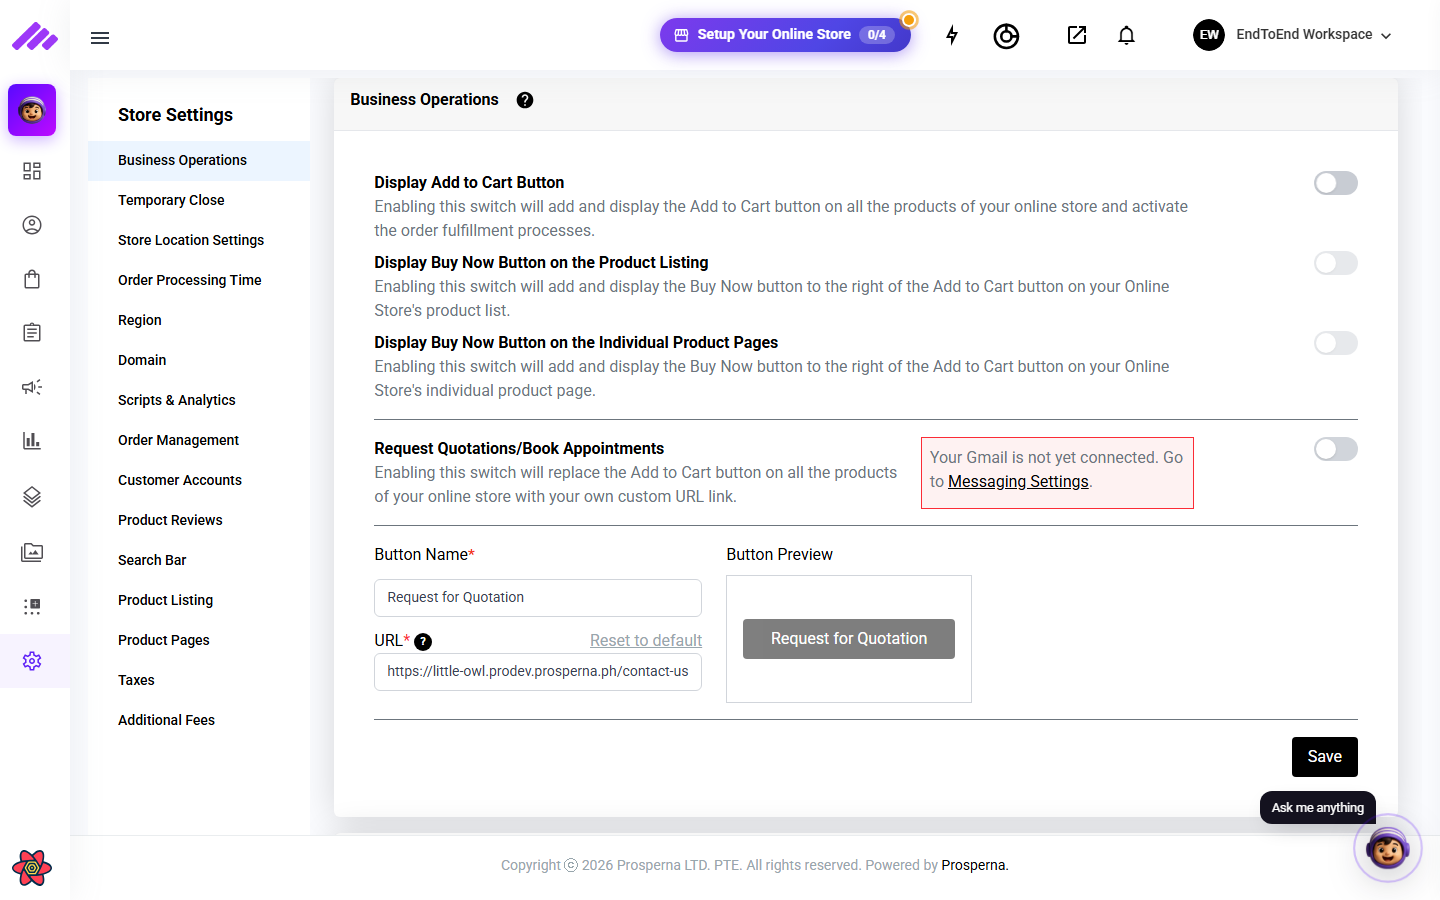 Setup Your Online Store 0/4
EW EndToEnd Workspace
Store Settings
Business Operations
Temporary Close
Store Location Settings
Order Processing Time
Region
Domain
Scripts & Analytics
Order Management
Customer Accounts
Product Reviews
Search Bar
Product Listing
Product Pages
Taxes
Additional Fees
Business Operations ?
Display Add to Cart Button
Enabling this switch will add and display the Add to Cart button on all the products of your online store and activate
the order fulfillment processes.
Display Buy Now Button on the Product Listing
Enabling this switch will add and display the Buy Now button to the right of the Add to Cart button on your Online
Store's product list.
Display Buy Now Button on the Individual Product Pages
Enabling this switch will add and display the Buy Now button to the right of the Add to Cart button on your Online
Store's individual product page.
Request Quotations/Book Appointments
Enabling this switch will replace the Add to Cart button on all the products
of your online store with your own custom URL link.
Your Gmail is not yet connected. Go
to Messaging Settings.
Button Name*
Request for Quotation
URL* ? Reset to default
https://little-owl.prodev.prosperna.ph/contact-us
Button Preview
Request for Quotation
Save
Ask me anything
Copyright © 2026 Prosperna LTD. PTE. All rights reserved. Powered by Prosperna.